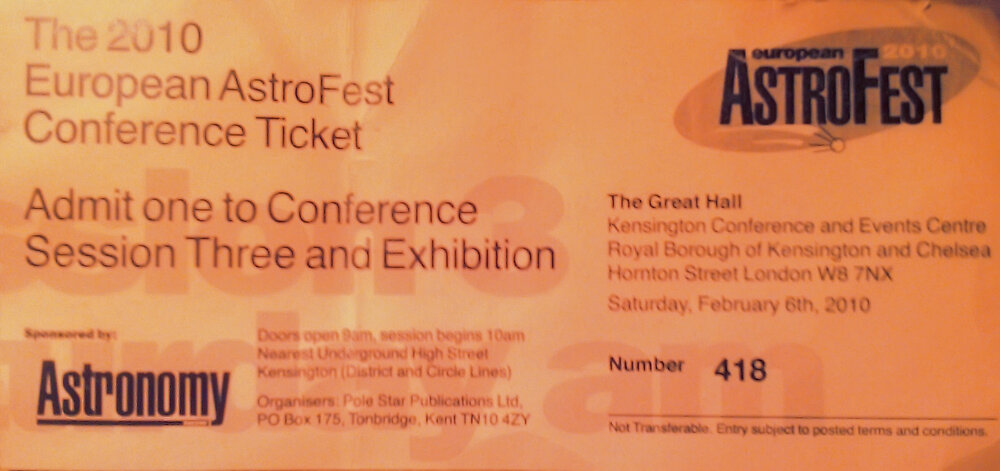 The 2010
European AstroFest
Conference Ticket
Admit one to Conference
Session Three and Exhibition
Sponsored by:
Astronomy
Doors open 9am, session begins 10am
Nearest Underground High Street
Kensington (District and Circle Lines)
Organisers: Pole Star Publications Ltd,
PO Box 175, Tonbridge, Kent TN10 4ZY
european 2010
ASTROFEST
The Great Hall
Kensington Conference and Events Centre
Royal Borough of Kensington and Chelsea
Hornton Street London W8 7NX
Saturday, February 6th, 2010
Number 418
Not Transferable. Entry subject to posted terms and conditions.
ssion 3
urday am